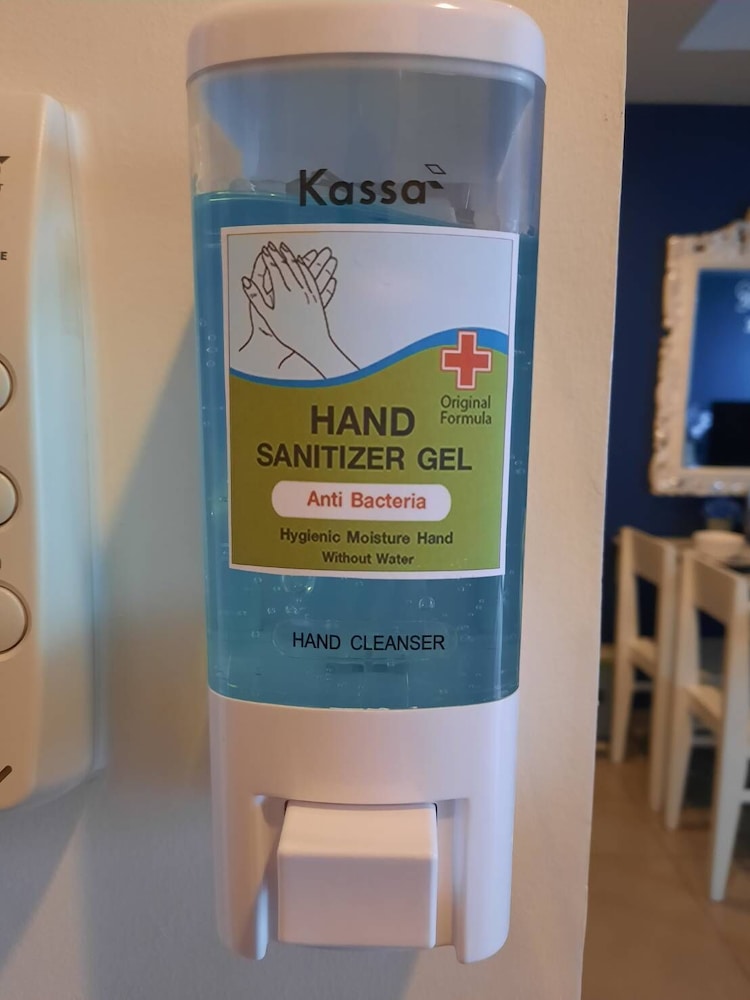 Kassa
Original
Formula
HAND
SANITIZER GEL
Anti Bacteria
Hygienic Moisture Hand
Without Water
HAND CLEANSER